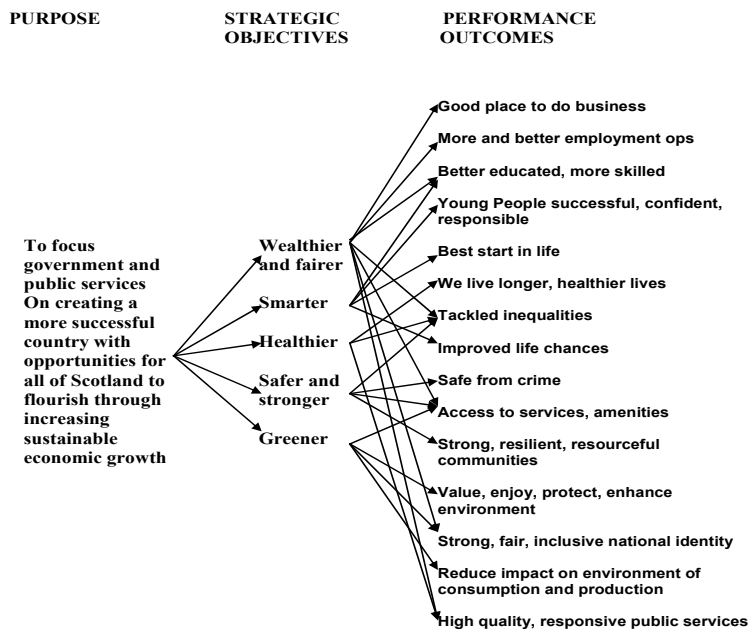 PURPOSE
STRATEGIC
OBJECTIVES
PERFORMANCE
OUTCOMES
To focus
government and
public services
On creating a
more successful
country with
opportunities for
all of Scotland to
flourish through
increasing
sustainable
economic growth
Wealthier
and fairer
Smarter
Healthier
Safer and
stronger
Greener
Good place to do business
More and better employment ops
Better educated, more skilled
Young People successful, confident,
responsible
Best start in life
We live longer, healthier lives
Tackled inequalities
Improved life chances
Safe from crime
Access to services, amenities
Strong, resilient, resourceful
communities
Value, enjoy, protect, enhance
environment
Strong, fair, inclusive national identity
Reduce impact on environment of
consumption and production
High quality, responsive public services